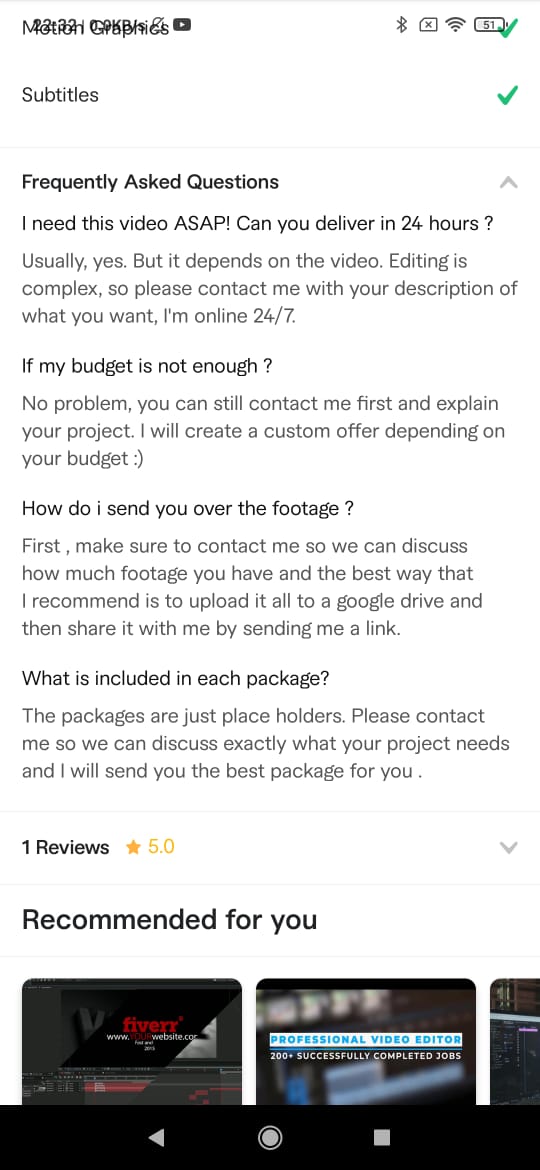 Motion Graphics
22:32 0.0KB/s
51
Subtitles
Frequently Asked Questions
I need this video ASAP! Can you deliver in 24 hours ?
Usually, yes. But it depends on the video. Editing is
complex, so please contact me with your description of
what you want, I'm online 24/7.
If my budget is not enough ?
No problem, you can still contact me first and explain
your project. I will create a custom offer depending on
your budget :)
How do i send you over the footage ?
First , make sure to contact me so we can discuss
how much footage you have and the best way that
I recommend is to upload it all to a google drive and
then share it with me by sending me a link.
What is included in each package?
The packages are just place holders. Please contact
me so we can discuss exactly what your project needs
and I will send you the best package for you .
1 Reviews 5.0
Recommended for you
fiverr
www.YOURwebsite.cor
2015
PROFESSIONAL VIDEO EDITOR
200+ SUCCESSFULLY COMPLETED JOBS